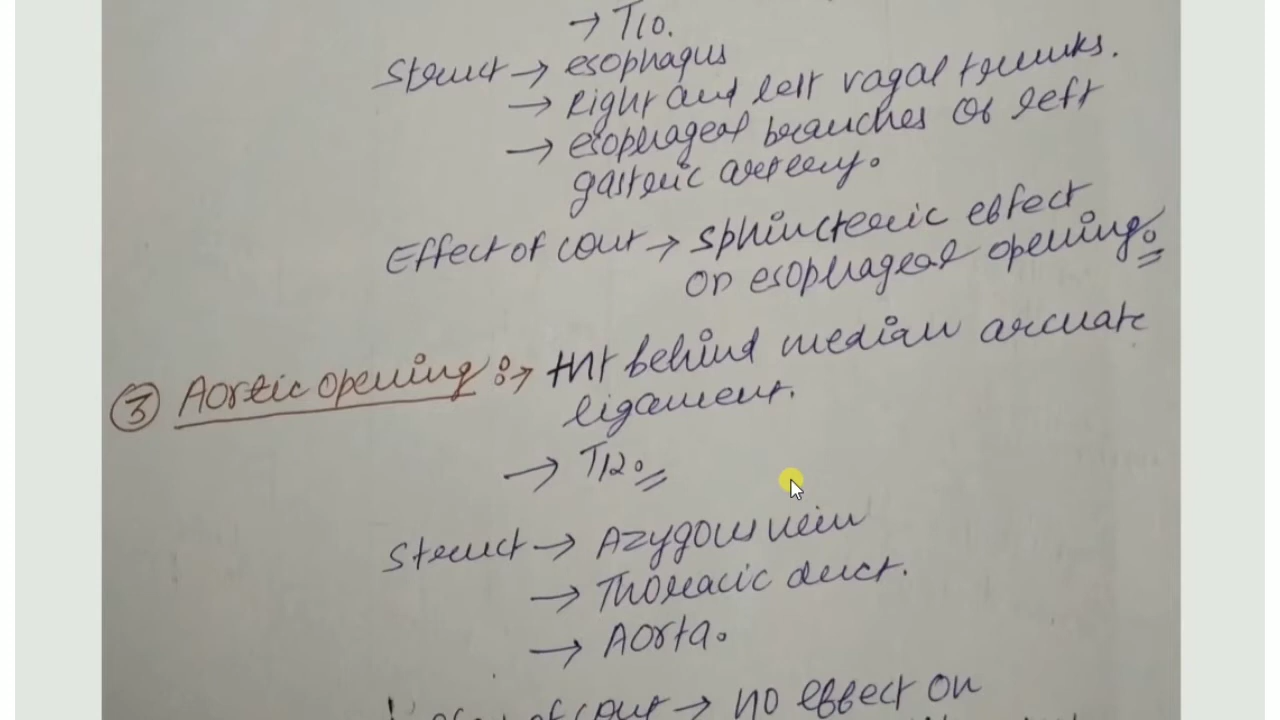 → T10.
Struct → esophagus
→ Right and left vagal trunks.
→ esophageal branches of left
gastric artery.
Effect of cont → sphincteric effect
on esophageal opening.
③ Aortic opening :→ behind median arcuate
ligament.
→ T12.
Struct → Azygous vein
→ Thoracic duct.
→ Aorta.
of cont → no effect on